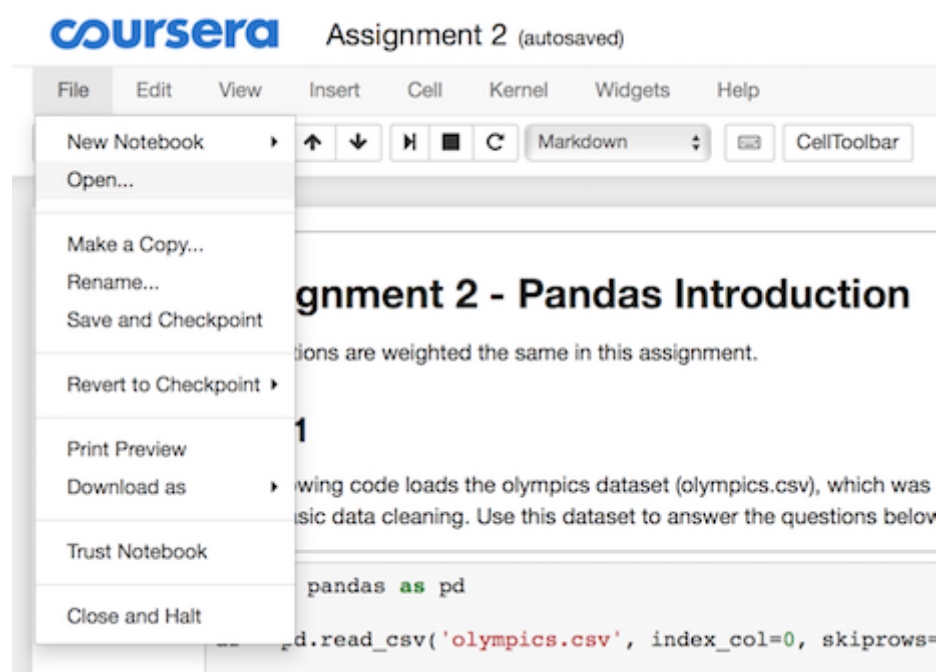 coursera Assignment 2 (autosaved)
File Edit View Insert Cell Kernel Widgets Help
Markdown CellToolbar
New Notebook
Open...
Make a Copy...
Rename...
Save and Checkpoint
Revert to Checkpoint
Print Preview
Download as
Trust Notebook
Close and Halt
gnment 2 - Pandas Introduction
tions are weighted the same in this assignment.
1
wing code loads the olympics dataset (olympics.csv), which was
sic data cleaning. Use this dataset to answer the questions below
pandas as pd
pd.read_csv('olympics.csv', index_col=0, skiprows=